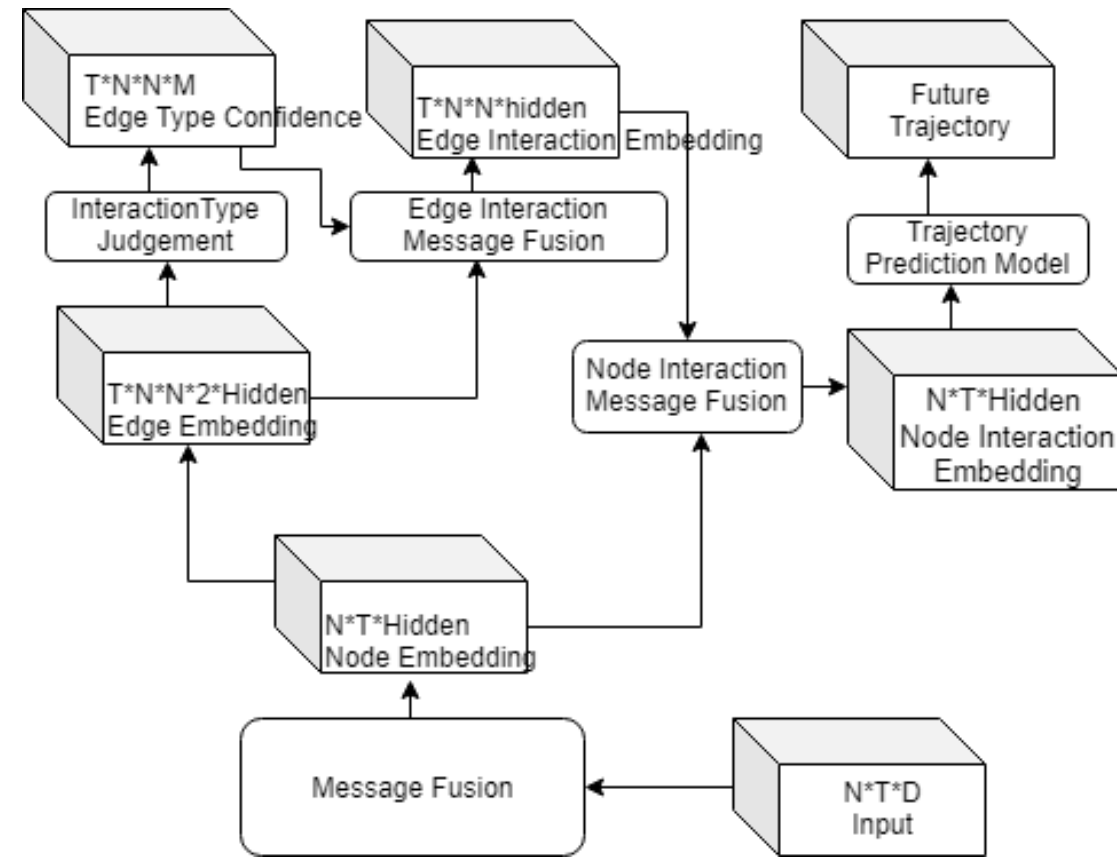 T*N*N*M
Edge Type Confidence
T*N*N*hidden
Edge Interaction Embedding
Future
Trajectory
InteractionType
Judgement
Edge Interaction
Message Fusion
Trajectory
Prediction Model
T*N*N*2*Hidden
Edge Embedding
Node Interaction
Message Fusion
N*T*Hidden
Node Interaction
Embedding
N*T*Hidden
Node Embedding
Message Fusion
N*T*D
Input